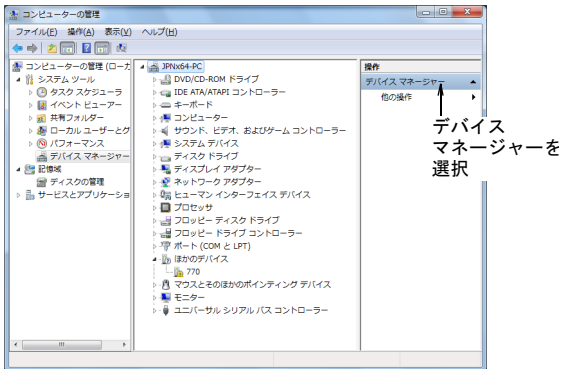 コンピューターの管理
ファイル(F) 操作(A) 表示(V) ヘルプ(H)
コンピューターの管理 (ローカ
システム ツール
タスク スケジューラ
イベント ビューアー
共有フォルダー
ローカル ユーザーとグ
パフォーマンス
デバイス マネージャー
記憶域
ディスクの管理
サービスとアプリケーショ
JPNx64-PC
DVD/CD-ROM ドライブ
IDE ATA/ATAPI コントローラー
キーボード
コンピューター
サウンド、ビデオ、およびゲーム コントローラー
システム デバイス
ディスク ドライブ
ディスプレイ アダプター
ネットワーク アダプター
ヒューマン インターフェイス デバイス
プロセッサ
フロッピー ディスク ドライブ
フロッピー ドライブ コントローラー
ポート (COM と LPT)
ほかのデバイス
770
マウスとそのほかのポインティング デバイス
モニター
ユニバーサル シリアル バス コントローラー
操作
デバイス マネージャー
他の操作
デバイス
マネージャーを
選択